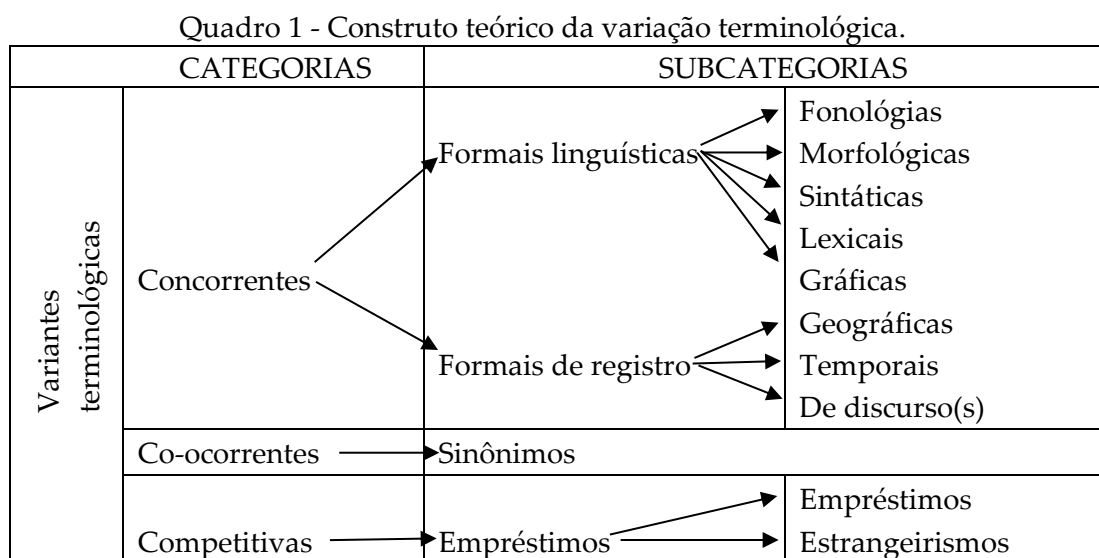 Quadro 1 - Construto teórico da variação terminológica.
CATEGORIAS SUBCATEGORIAS
Variantes
terminológicas
Concorrentes
Formais linguísticas
Fonológias
Morfológicas
Sintáticas
Lexicais
Gráficas
Formais de registro
Geográficas
Temporais
De discurso(s)
Co-ocorrentes Sinônimos
Competitivas Empréstimos
Empréstimos
Estrangeirismos